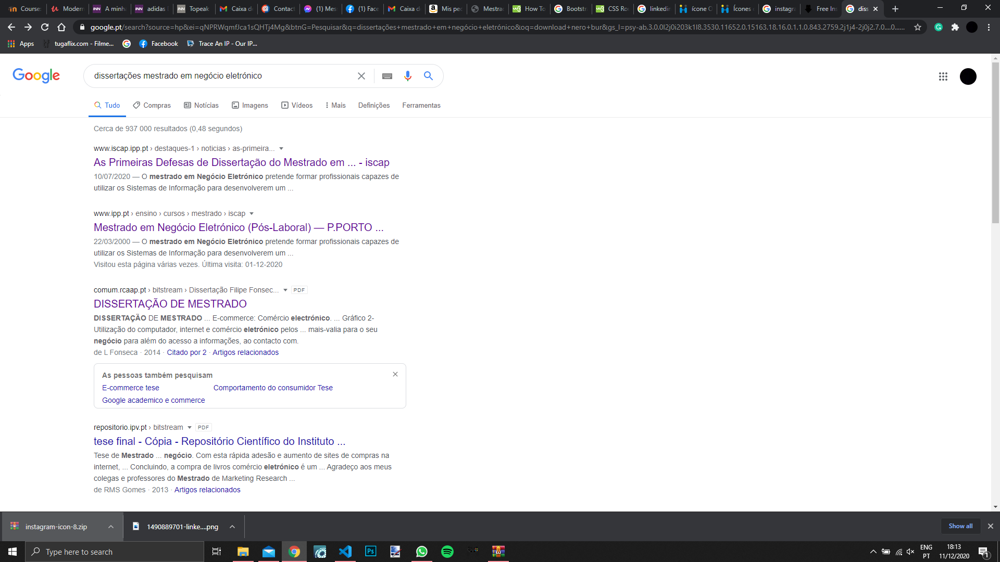 Course: Modern A minha adidas Topeak Caixa de Contact (1) Mes (1) Face Caixa d Mis pe Mestra How To Bootstr CSS Ro linkedin ícone O Ícones instagra Free Ins diss
google.pt/search?source=hp&ei=qNPRWqmfJca1sQHTj4Mg&btnG=Pesquisar&q=dissertações+mestrado+em+negócio+eletrónico&oq=download+nero+bur&gs_l=psy-ab.3.0.0l2j0i203k1l8.3530.11652.0.15163.18.16.0.1.1.0.843.2759.2j1j4-2j0j2.7.0....0......
Apps tugaflix.com - Filme... Facebook Trace An IP - Our IP...
Google dissertações mestrado em negócio eletrónico
Tudo Compras Notícias Imagens Vídeos Mais Definições Ferramentas
Cerca de 937 000 resultados (0,48 segundos)
www.iscap.ipp.pt › destaques-1 › noticias › as-primeira...
As Primeiras Defesas de Dissertação do Mestrado em ... - iscap
10/07/2020 — O mestrado em Negócio Eletrónico pretende formar profissionais capazes de
utilizar os Sistemas de Informação para desenvolverem um ...
www.ipp.pt › ensino › cursos › mestrado › iscap
Mestrado em Negócio Eletrónico (Pós-Laboral) — P.PORTO ...
22/03/2000 — O mestrado em Negócio Eletrónico pretende formar profissionais capazes de
utilizar os Sistemas de Informação para desenvolverem um ...
Visitou esta página várias vezes. Última visita: 01-12-2020
comum.rcaap.pt › bitstream › Dissertação Filipe Fonsec... PDF
DISSERTAÇÃO DE MESTRADO
DISSERTAÇÃO DE MESTRADO ... E-commerce: Comércio electrónico. ... Gráfico 2-
Utilização do computador, internet e comércio eletrónico pelos ... mais-valia para o seu
negócio para além do acesso a informações, ao contacto com.
de L Fonseca · 2014 · Citado por 2 · Artigos relacionados
As pessoas também pesquisam
E-commerce tese Comportamento do consumidor Tese
Google academico e commerce
repositorio.ipv.pt › bitstream PDF
tese final - Cópia - Repositório Científico do Instituto ...
Tese de Mestrado ... negócio. Com esta rápida adesão e aumento de sites de compras na
internet, ... Concluindo, a compra de livros comércio eletrónico é um ... Agradeço aos meus
colegas e professores do Mestrado de Marketing Research ...
de RMS Gomes · 2013 · Artigos relacionados
instagram-icon-8.zip 1490889701-linke....png Show all
Type here to search
ENG 18:13
PT 11/12/2020 1